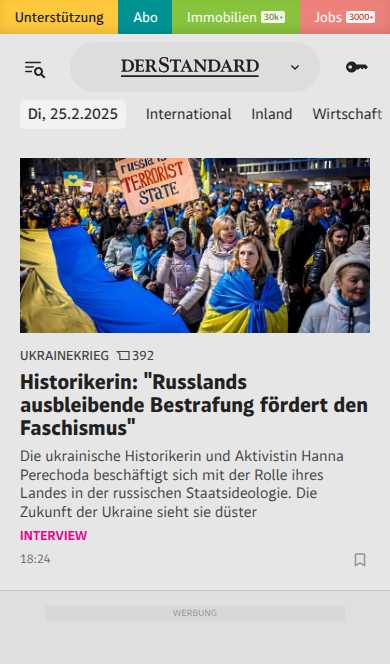 Unterstützung Abo Immobilien 30k+ Jobs 3000+
DERSTANDARD
Di, 25.2.2025 International Inland Wirtschaft
RUSSIA IS
TERRORIST
STATE
UKRAINEKRIEG 392
Historikerin: "Russlands
ausbleibende Bestrafung fördert den
Faschismus"
Die ukrainische Historikerin und Aktivistin Hanna
Perechoda beschäftigt sich mit der Rolle ihres
Landes in der russischen Staatsideologie. Die
Zukunft der Ukraine sieht sie düster
INTERVIEW
18:24
WERBUNG